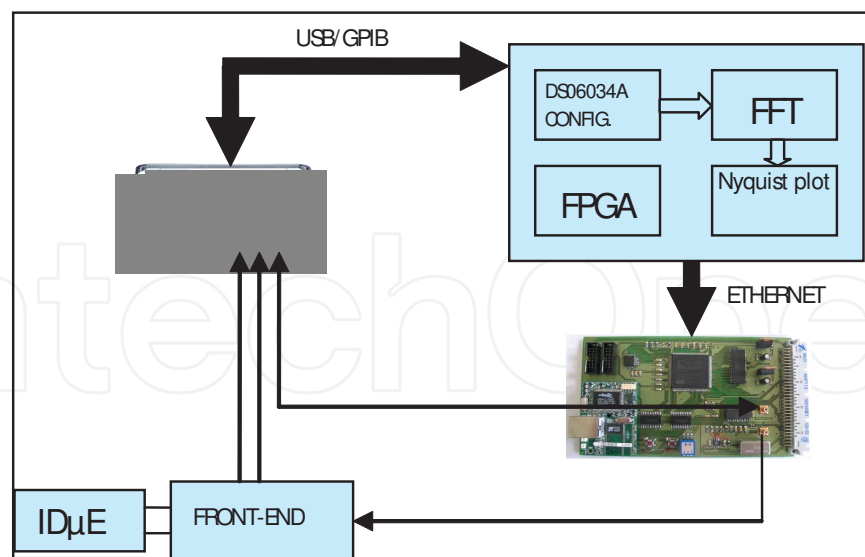 USB/GPIB
DS06034A
CONFIG.
FFT
FPGA
Nyquist plot
ETHERNET
IDµE
FRONT-END